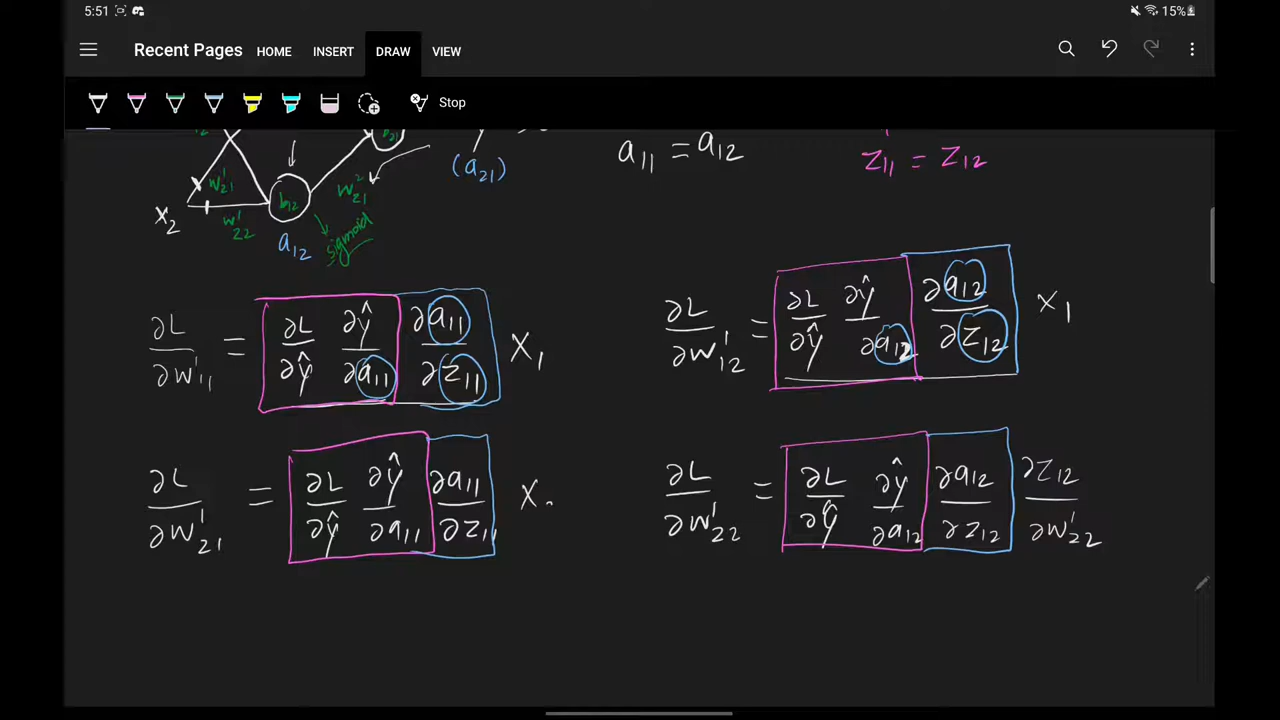 5:51 15%
Recent Pages HOME INSERT DRAW VIEW
Stop
a₁₁ = a₁₂
z₁₁ = z₁₂
(a₂₁)
w¹₂₁
w²₂₁
b₁₂
x₂
w¹₂₂
sigmoid
a₁₂
∂L/∂w¹₁₁ = ∂L/∂ŷ ∂ŷ/∂a₁₁ ∂a₁₁/∂z₁₁ x₁
∂L/∂w¹₁₂ = ∂L/∂ŷ ∂ŷ/∂a₁₂ ∂a₁₂/∂z₁₂ x₁
∂L/∂w¹₂₁ = ∂L/∂ŷ ∂ŷ/∂a₁₁ ∂a₁₁/∂z₁₁ x
∂L/∂w¹₂₂ = ∂L/∂ŷ ∂ŷ/∂a₁₂ ∂a₁₂/∂z₁₂ ∂z₁₂/∂w¹₂₂